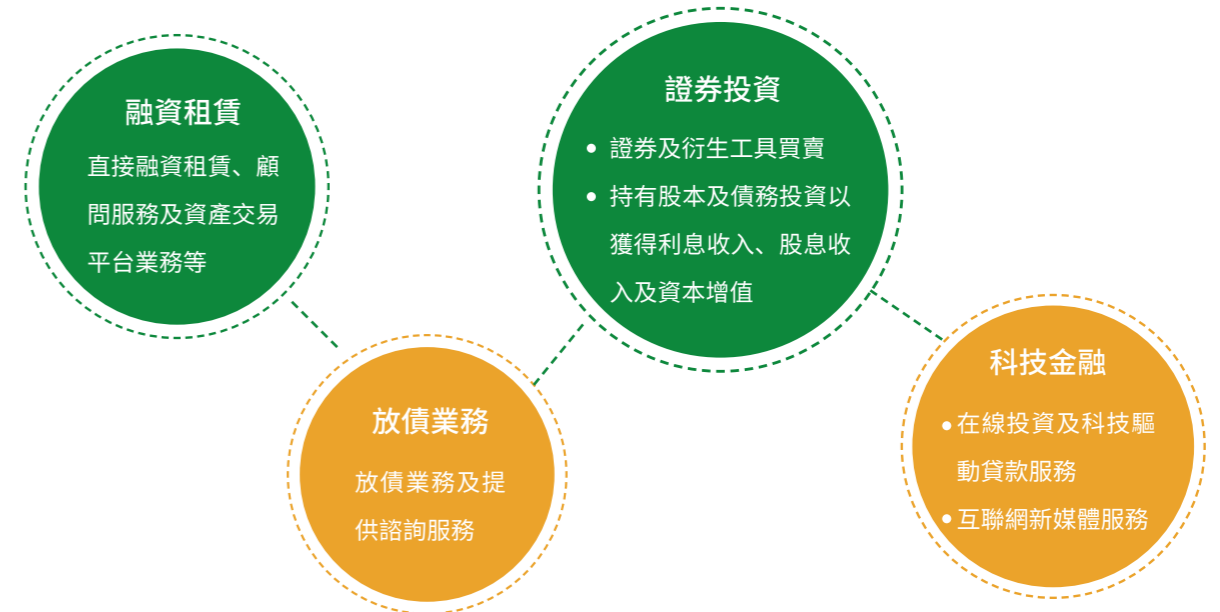 融資租賃
直接融資租賃、顧
問服務及資產交易
平台業務等
放債業務
放債業務及提
供諮詢服務
證券投資
• 證券及衍生工具買賣
• 持有股本及債務投資以
獲得利息收入、股息收
入及資本增值
科技金融
• 在線投資及科技驅
動貸款服務
• 互聯網新媒體服務